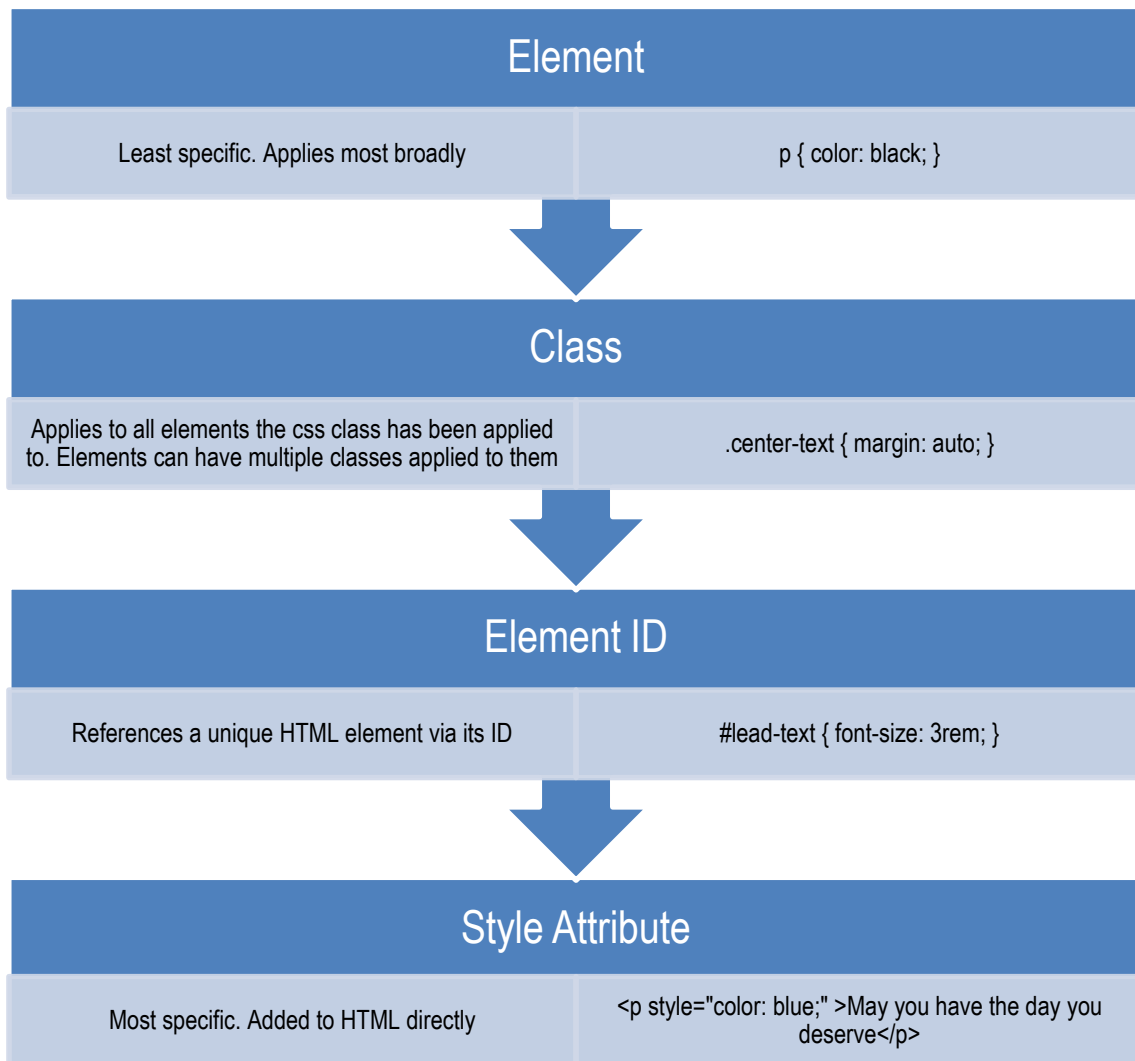 Element
Least specific. Applies most broadly
p { color: black; }
Class
Applies to all elements the css class has been applied
to. Elements can have multiple classes applied to them
.center-text { margin: auto; }
Element ID
References a unique HTML element via its ID
#lead-text { font-size: 3rem; }
Style Attribute
Most specific. Added to HTML directly
<p style="color: blue;" >May you have the day you
deserve</p>